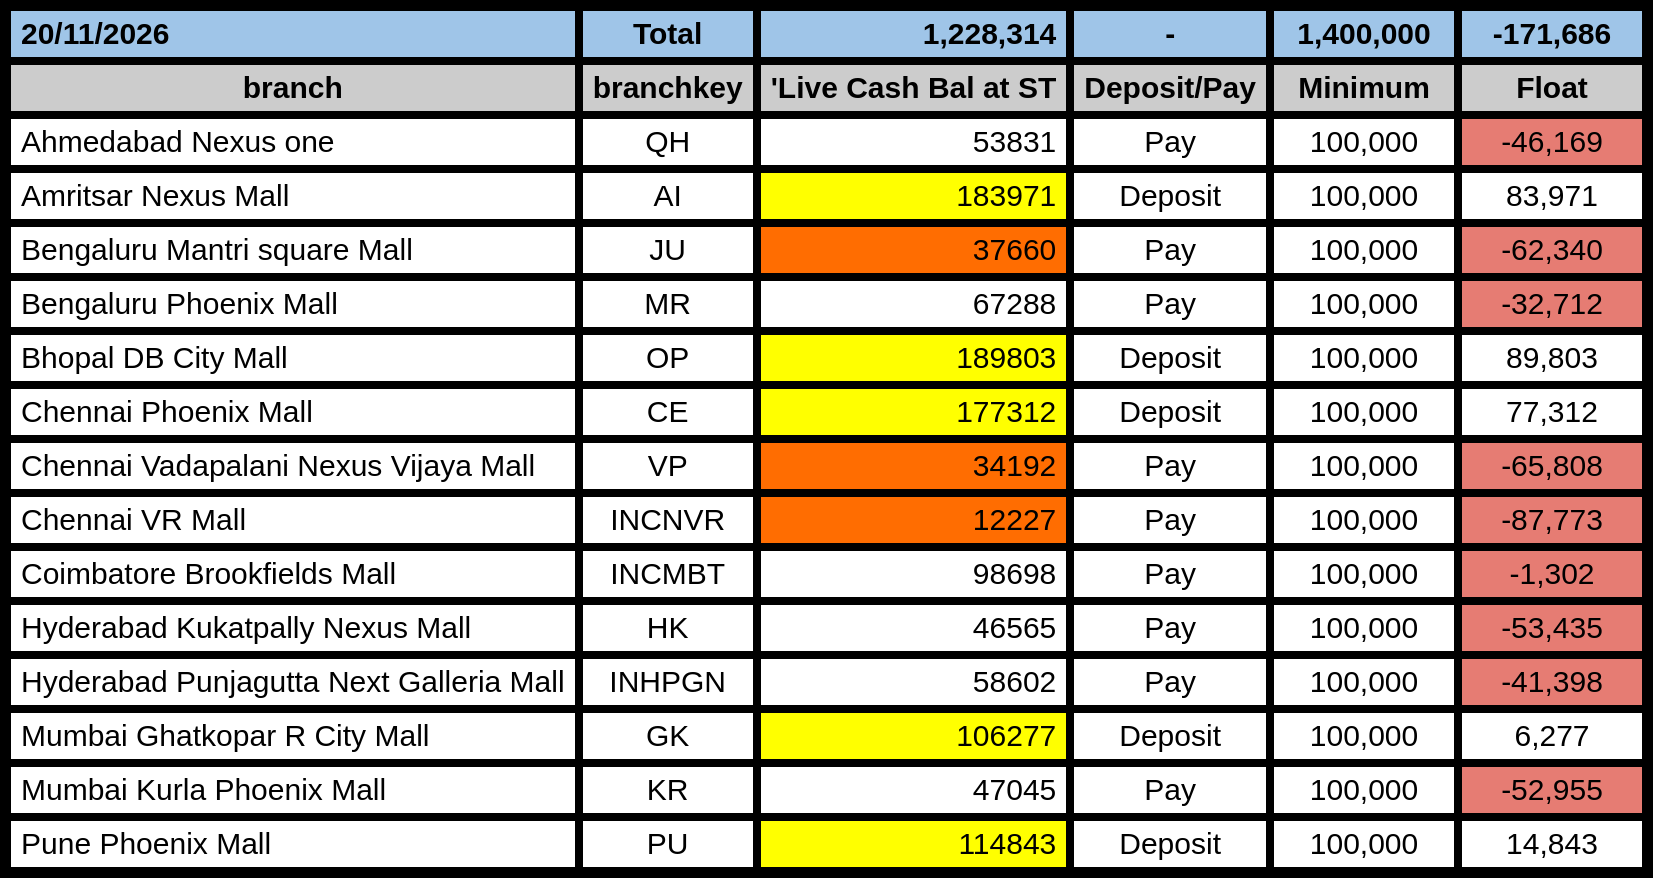 20/11/2026 Total 1,228,314 - 1,400,000 -171,686
branch branchkey 'Live Cash Bal at ST Deposit/Pay Minimum Float
Ahmedabad Nexus one QH 53831 Pay 100,000 -46,169
Amritsar Nexus Mall AI 183971 Deposit 100,000 83,971
Bengaluru Mantri square Mall JU 37660 Pay 100,000 -62,340
Bengaluru Phoenix Mall MR 67288 Pay 100,000 -32,712
Bhopal DB City Mall OP 189803 Deposit 100,000 89,803
Chennai Phoenix Mall CE 177312 Deposit 100,000 77,312
Chennai Vadapalani Nexus Vijaya Mall VP 34192 Pay 100,000 -65,808
Chennai VR Mall INCNVR 12227 Pay 100,000 -87,773
Coimbatore Brookfields Mall INCMBT 98698 Pay 100,000 -1,302
Hyderabad Kukatpally Nexus Mall HK 46565 Pay 100,000 -53,435
Hyderabad Punjagutta Next Galleria Mall INHPGN 58602 Pay 100,000 -41,398
Mumbai Ghatkopar R City Mall GK 106277 Deposit 100,000 6,277
Mumbai Kurla Phoenix Mall KR 47045 Pay 100,000 -52,955
Pune Phoenix Mall PU 114843 Deposit 100,000 14,843